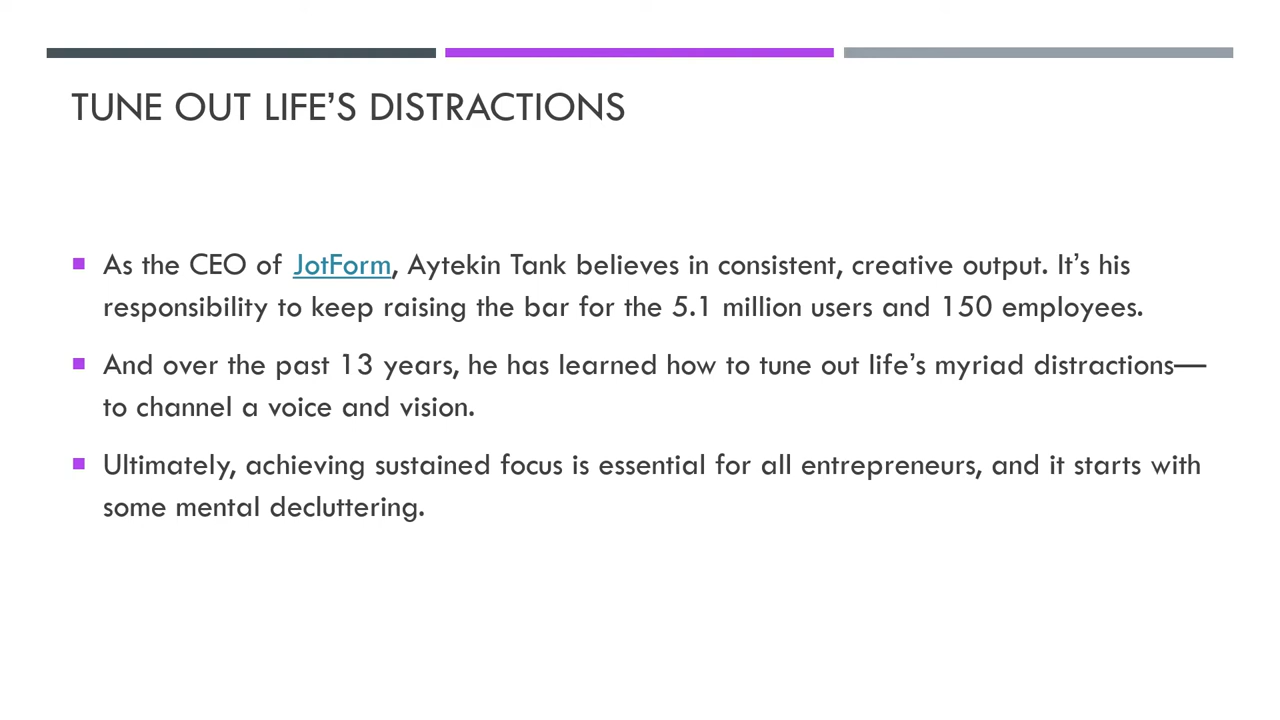 TUNE OUT LIFE’S DISTRACTIONS
As the CEO of JotForm, Aytekin Tank believes in consistent, creative output. It’s his
responsibility to keep raising the bar for the 5.1 million users and 150 employees.
And over the past 13 years, he has learned how to tune out life’s myriad distractions—
to channel a voice and vision.
Ultimately, achieving sustained focus is essential for all entrepreneurs, and it starts with
some mental decluttering.